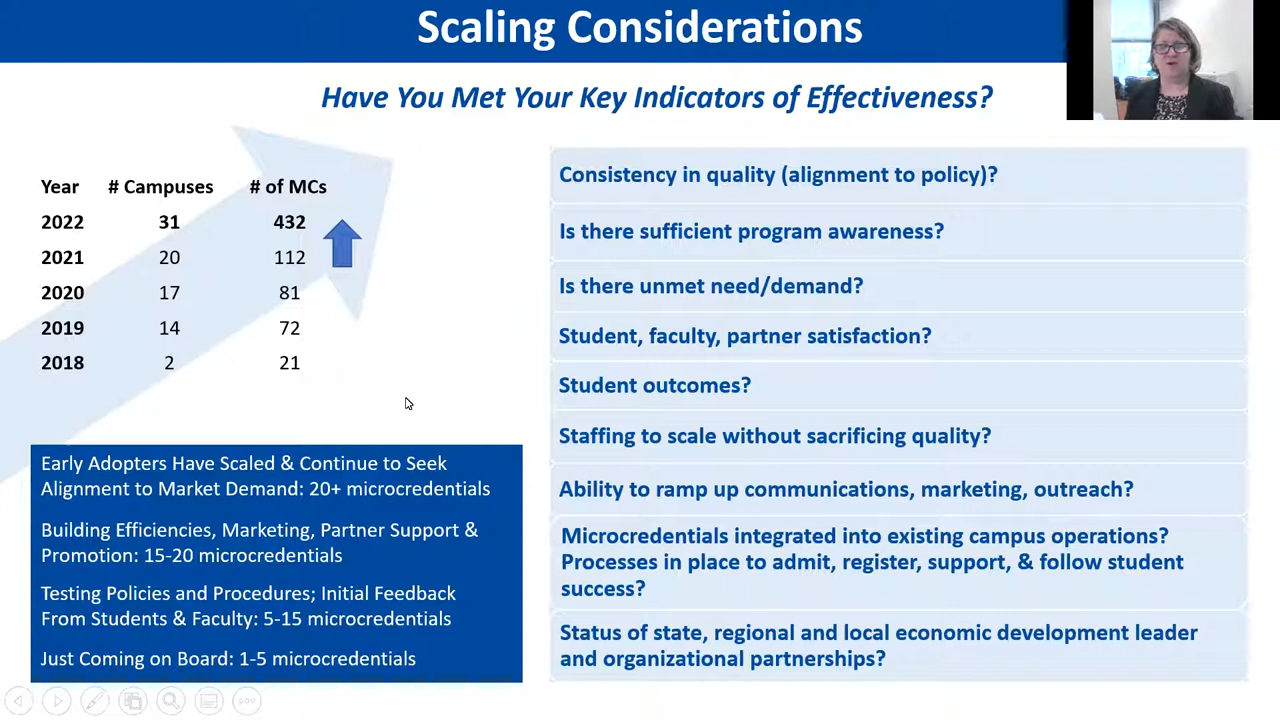 Scaling Considerations
Have You Met Your Key Indicators of Effectiveness?
Year # Campuses # of MCs
2022 31 432
2021 20 112
2020 17 81
2019 14 72
2018 2 21
Early Adopters Have Scaled & Continue to Seek
Alignment to Market Demand: 20+ microcredentials
Building Efficiencies, Marketing, Partner Support &
Promotion: 15-20 microcredentials
Testing Policies and Procedures; Initial Feedback
From Students & Faculty: 5-15 microcredentials
Just Coming on Board: 1-5 microcredentials
Consistency in quality (alignment to policy)?
Is there sufficient program awareness?
Is there unmet need/demand?
Student, faculty, partner satisfaction?
Student outcomes?
Staffing to scale without sacrificing quality?
Ability to ramp up communications, marketing, outreach?
Microcredentials integrated into existing campus operations?
Processes in place to admit, register, support, & follow student
success?
Status of state, regional and local economic development leader
and organizational partnerships?